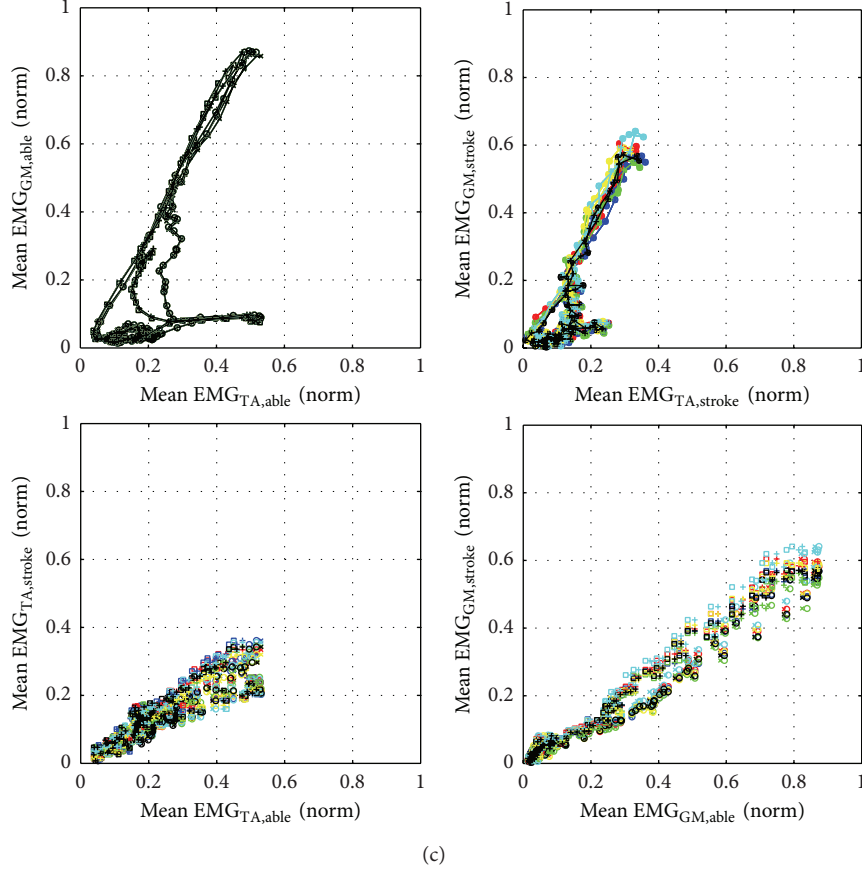 1
0.8
0.6
0.4
0.2
0
Mean EMG_GM,able (norm)
0 0.2 0.4 0.6 0.8 1
Mean EMG_TA,able (norm)
1
0.8
0.6
0.4
0.2
0
Mean EMG_GM,stroke (norm)
0 0.2 0.4 0.6 0.8 1
Mean EMG_TA,stroke (norm)
1
0.8
0.6
0.4
0.2
0
Mean EMG_TA,stroke (norm)
0 0.2 0.4 0.6 0.8 1
Mean EMG_TA,able (norm)
1
0.8
0.6
0.4
0.2
0
Mean EMG_GM,stroke (norm)
0 0.2 0.4 0.6 0.8 1
Mean EMG_GM,able (norm)
(c)